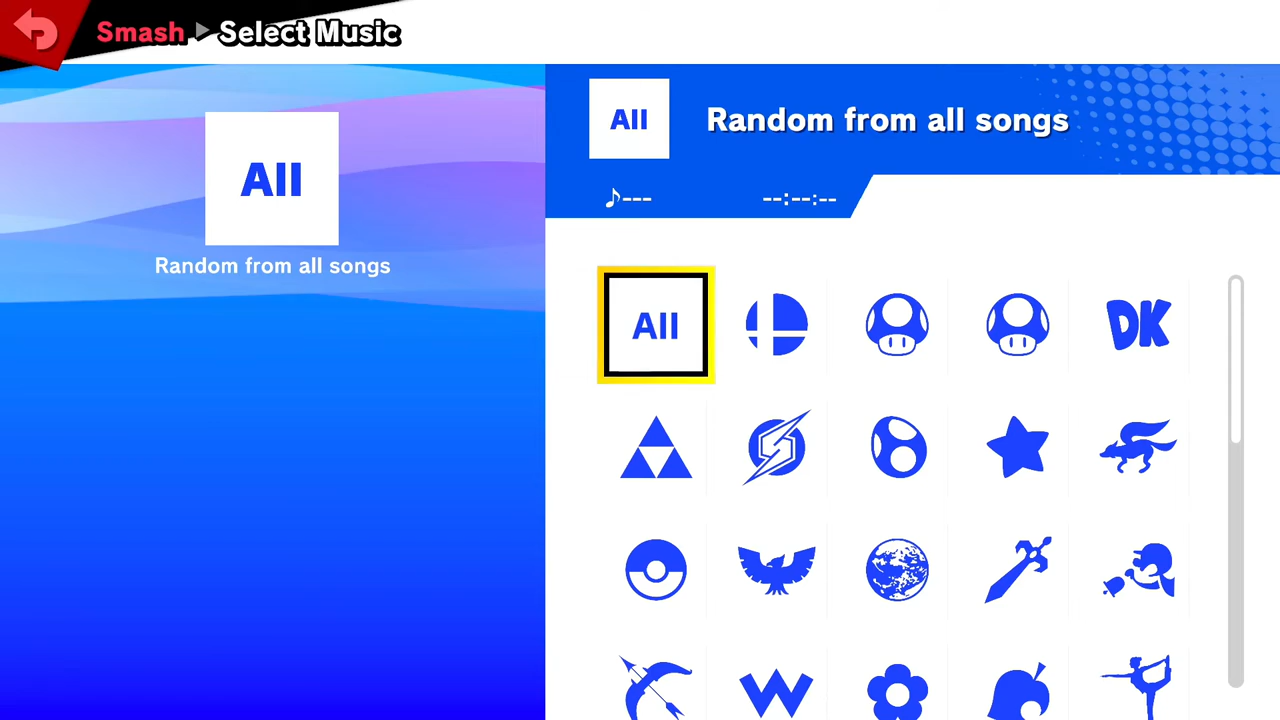 Smash ▶ Select Music
All
Random from all songs
All
Random from all songs
♪--- --:--:--
All
DK